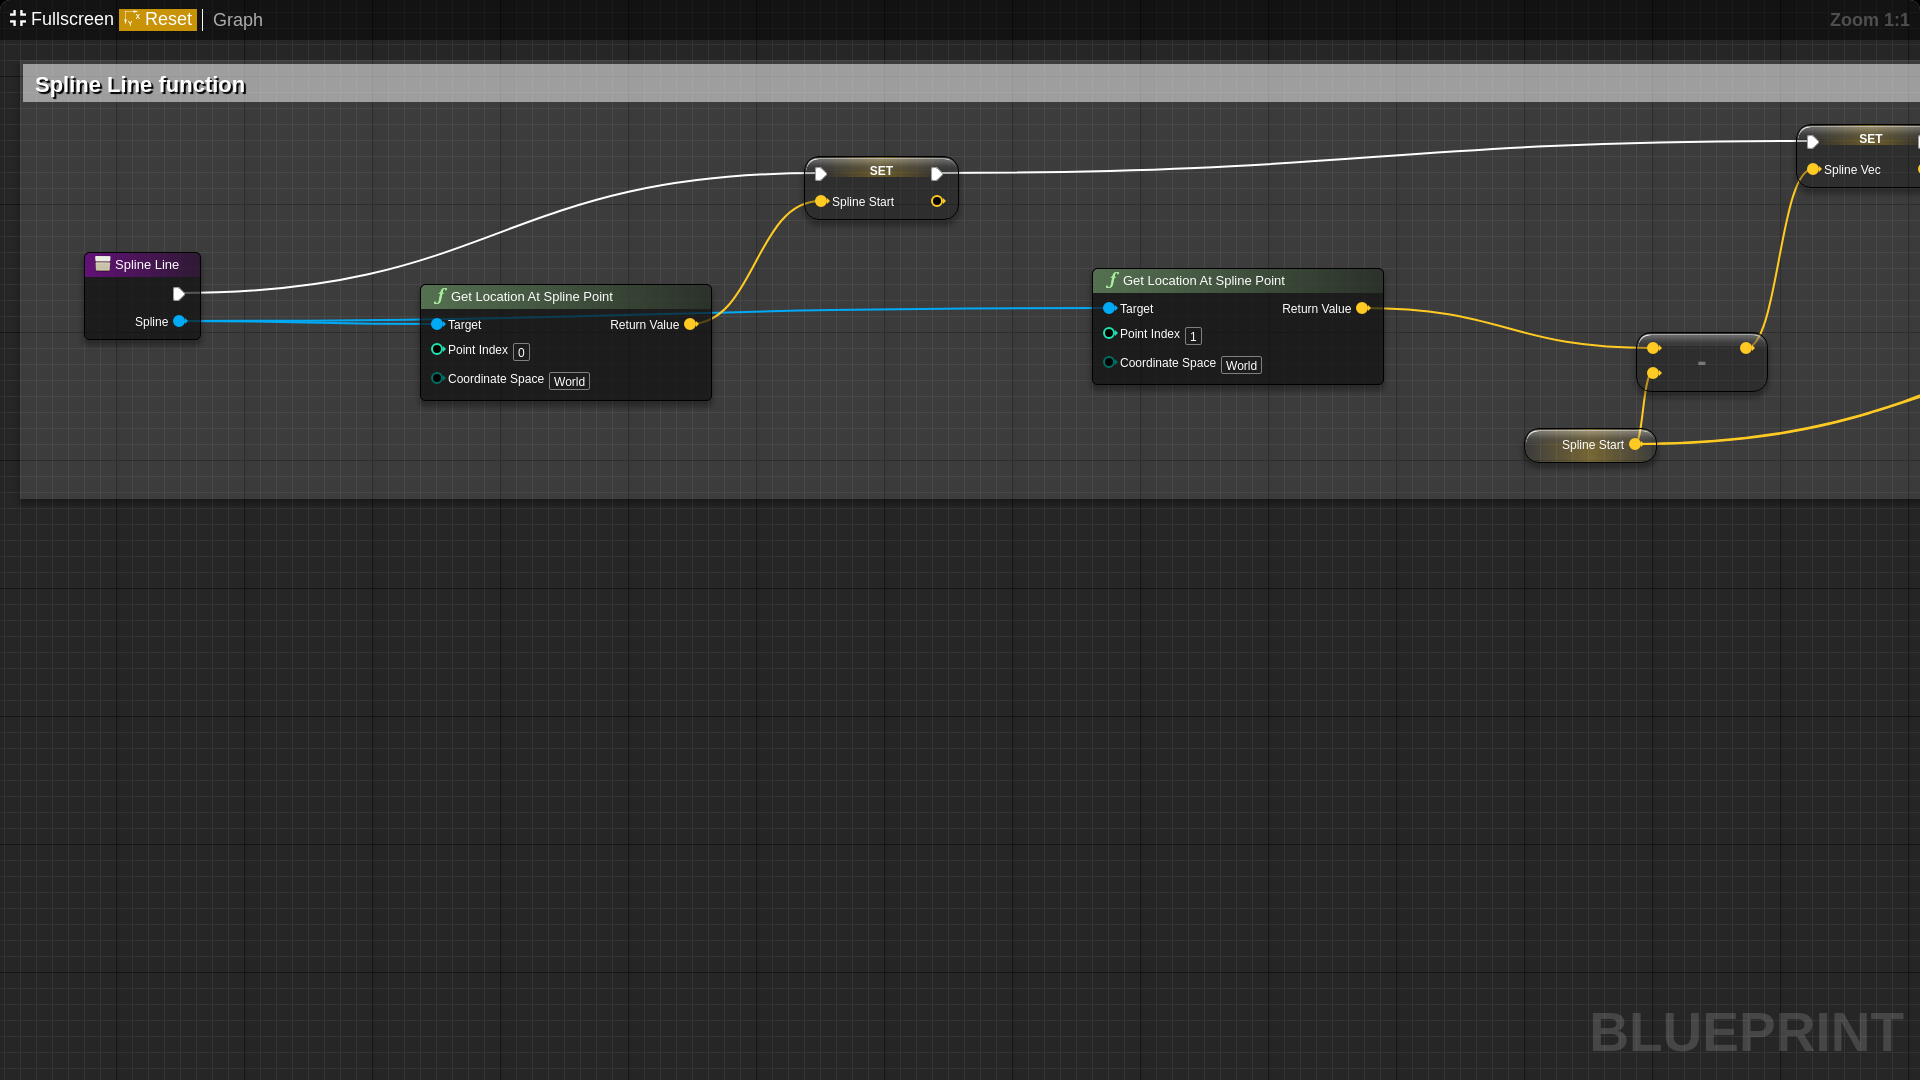 Fullscreen Reset Graph Zoom 1:1
Spline Line function
SET
Spline Vec
SET
Spline Start
Spline Line
Spline
Get Location At Spline Point
Target Return Value
Point Index 0
Coordinate Space World
Get Location At Spline Point
Target Return Value
Point Index 1
Coordinate Space World
-
Spline Start
BLUEPRINT